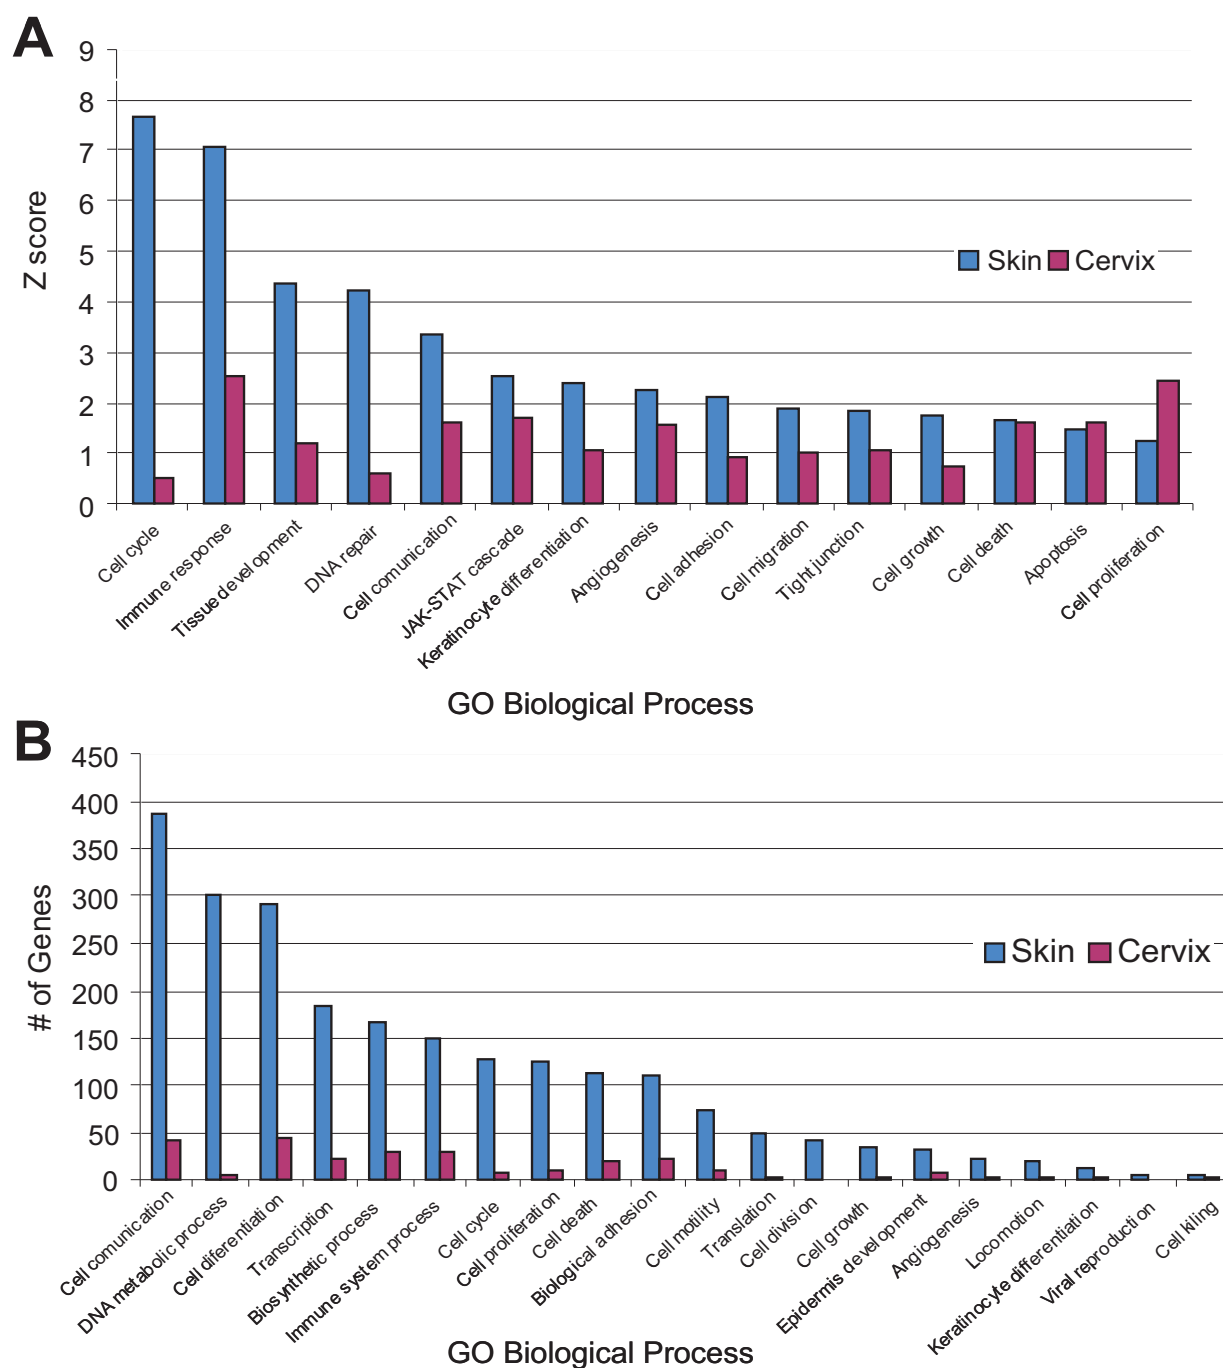 A
9
8
7
6
5
4
3
2
1
0
Z score
Skin Cervix
Cell cycle
Immune response
Tissue development
DNA repair
Cell comunication
JAK-STAT cascade
Keratinocyte differentiation
Angiogenesis
Cell adhesion
Cell migration
Tight junction
Cell growth
Cell death
Apoptosis
Cell proliferation
GO Biological Process
B
450
400
350
300
250
200
150
100
50
0
# of Genes
Skin Cervix
Cell comunication
DNA metabolic process
Cell diferentiation
Transcription
Biosynthetic process
Immune system process
Cell cycle
Cell proliferation
Cell death
Biological adhesion
Cell motility
Translation
Cell division
Cell growth
Epidermis development
Angiogenesis
Locomotion
Keratinocyte differentiation
Viral reproduction
Cell kiling
GO Biological Process